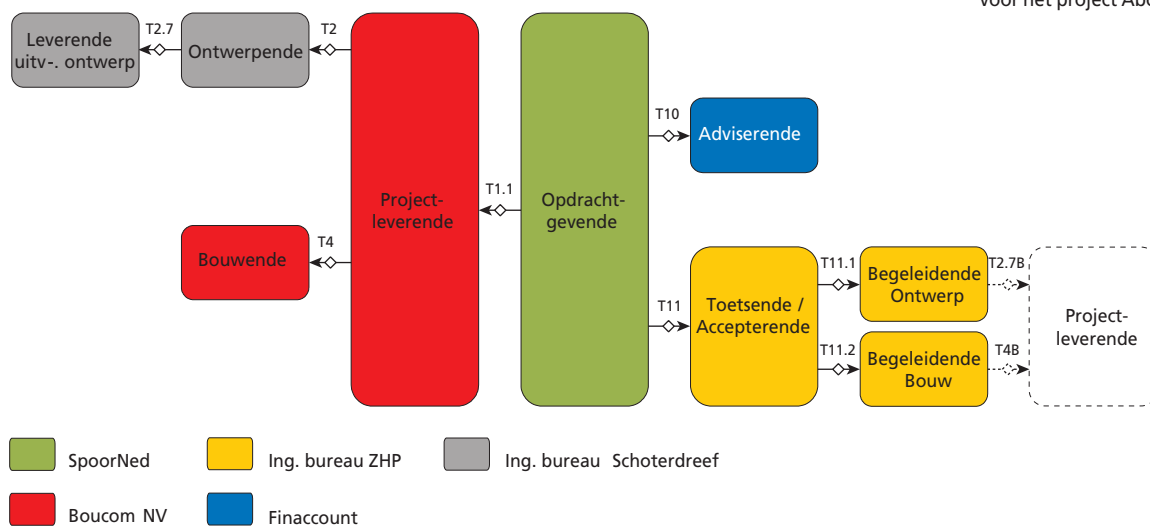 voor het project
T2.7
T2
Leverende
uitv-. ontwerp
Ontwerpende
T10
Adviserende
T1.1
Project-
leverende
Opdracht-
gevende
T4
Bouwende
T11
Toetsende /
Accepterende
T11.1
Begeleidende
Ontwerp
T2.7B
T11.2
Begeleidende
Bouw
T4B
Project-
leverende
SpoorNed
Ing. bureau ZHP
Ing. bureau Schoterdreef
Boucom NV
Finaccount